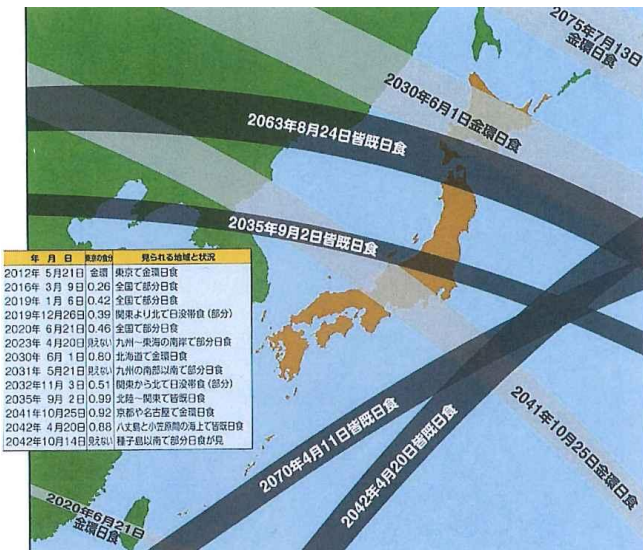 2075年7月13日
金環日食
2030年6月1日金環日食
2063年8月24日皆既日食
2035年9月2日皆既日食
年 月 日 東京の食分 見られる地域と状況
2012年 5月21日 金環 東京で金環日食
2016年 3月 9日 0.26 全国で部分日食
2019年 1月 6日 0.42 全国で部分日食
2019年12月26日 0.39 関東より北で日没帯食(部分)
2020年 6月21日 0.46 全国で部分日食
2023年 4月20日 見えない 九州〜東海の南岸で部分日食
2030年 6月 1日 0.80 北海道で金環日食
2031年 5月21日 見えない 九州の南部以南で部分日食
2032年11月 3日 0.51 関東から北で日没帯食(部分)
2035年 9月 2日 0.99 北陸〜関東で皆既日食
2041年10月25日 0.92 京都や名古屋で金環日食
2042年 4月20日 0.88 八丈島と小笠原間の海上で皆既日食
2042年10月14日 見えない 種子島以南で部分日食が見
2041年10月25日金環日食
2070年4月11日皆既日食
2042年4月20日皆既日食
2020年6月21日
金環日食